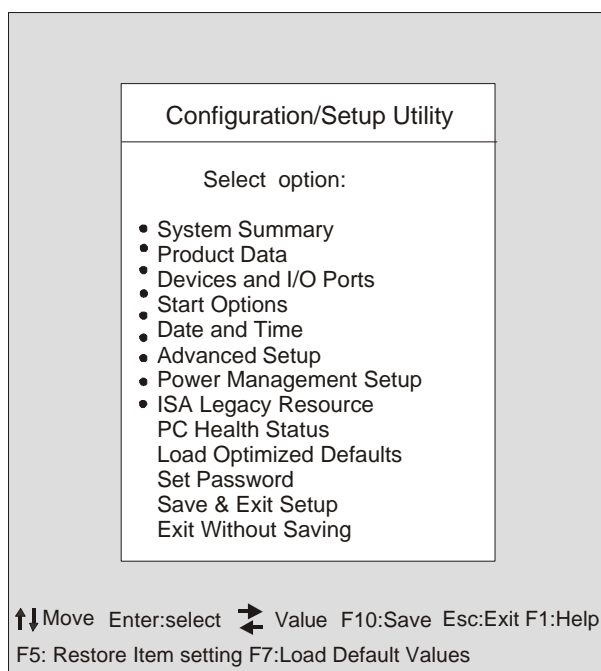 Configuration/Setup Utility
Select option:
• System Summary
• Product Data
• Devices and I/O Ports
• Start Options
• Date and Time
• Advanced Setup
• Power Management Setup
• ISA Legacy Resource
PC Health Status
Load Optimized Defaults
Set Password
Save & Exit Setup
Exit Without Saving
Move Enter:select Value F10:Save Esc:Exit F1:Help
F5: Restore Item setting F7:Load Default Values